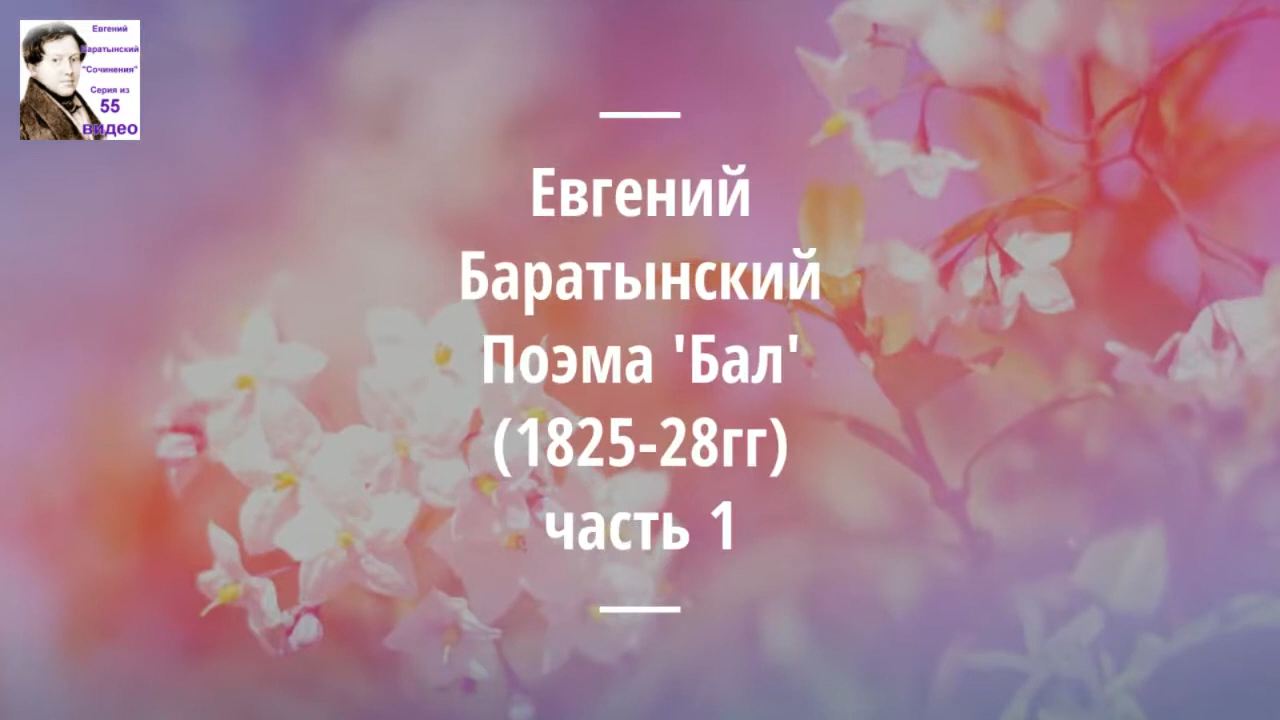 Евгений
Баратынский
"Сочинения"
Серия из
55
видео
Евгений
Баратынский
Поэма 'Бал'
(1825-28гг)
часть 1